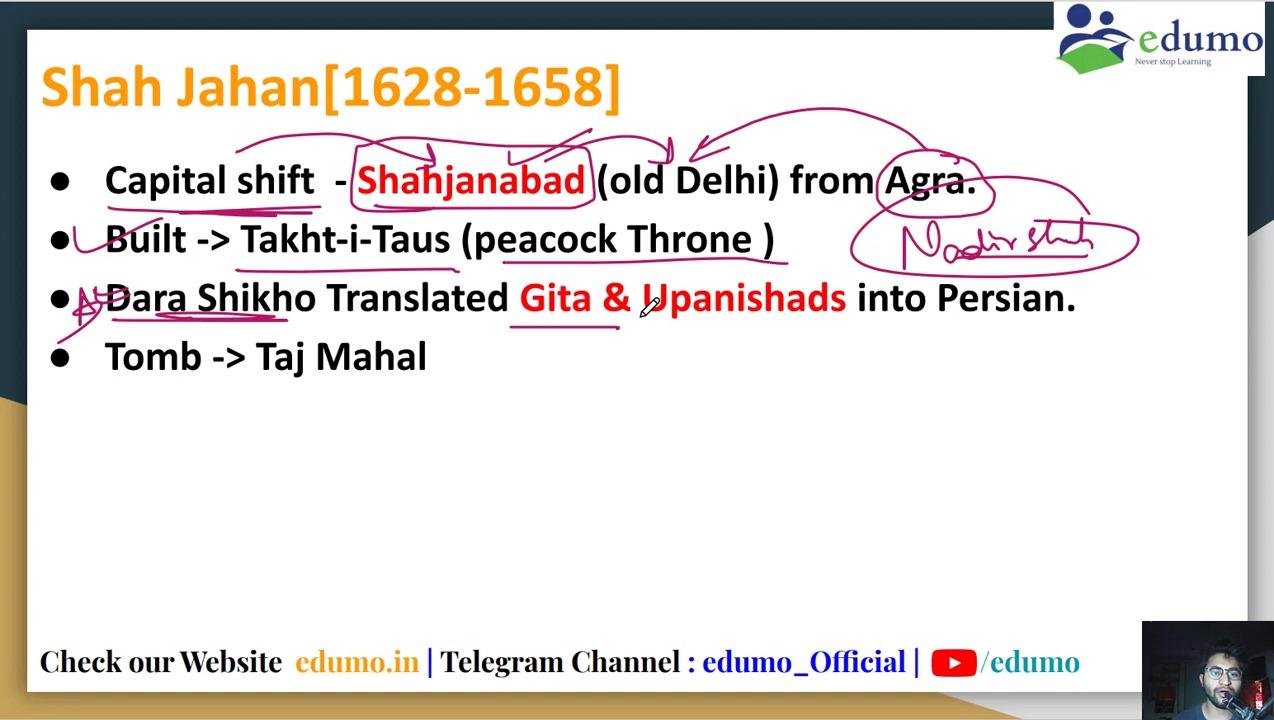 edumo
Never stop Learning
Shah Jahan[1628-1658]
● Capital shift - Shahjanabad (old Delhi) from Agra.
● Built -> Takht-i-Taus (peacock Throne )
Nadir shah
● Dara Shikho Translated Gita & Upanishads into Persian.
● Tomb -> Taj Mahal
Check our Website edumo.in | Telegram Channel : edumo_Official | /edumo